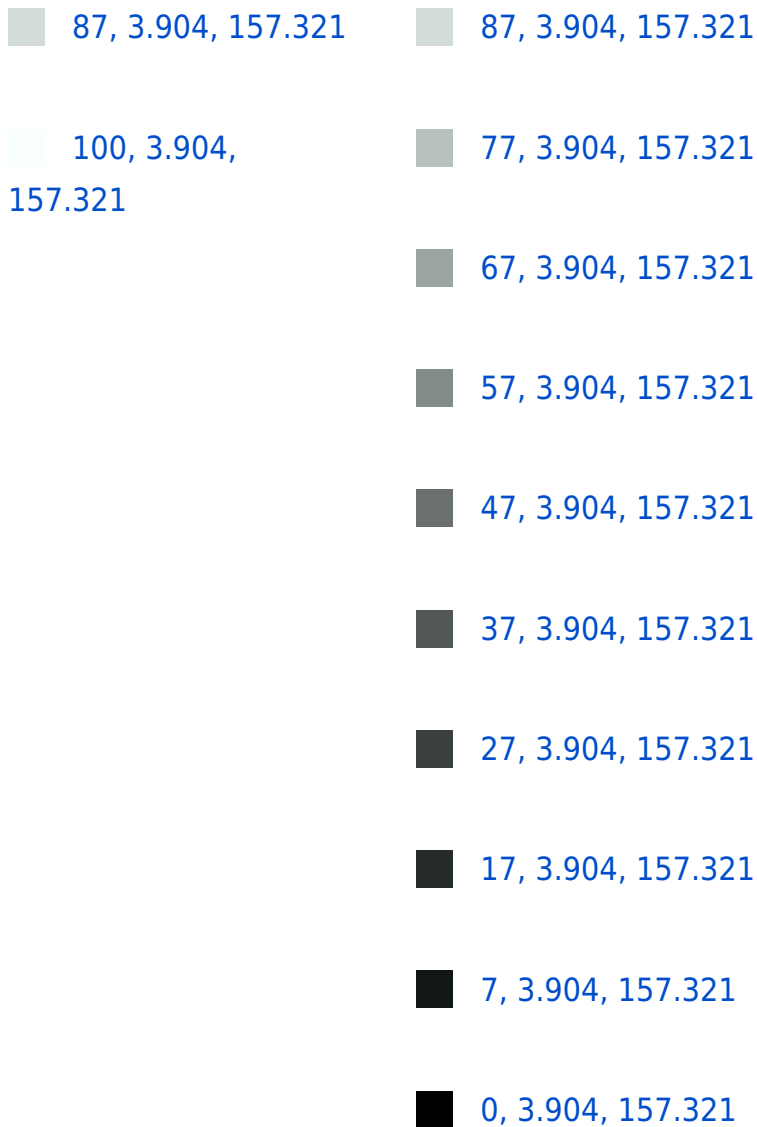 87, 3.904, 157.321
100, 3.904,
157.321
87, 3.904, 157.321
77, 3.904, 157.321
67, 3.904, 157.321
57, 3.904, 157.321
47, 3.904, 157.321
37, 3.904, 157.321
27, 3.904, 157.321
17, 3.904, 157.321
7, 3.904, 157.321
0, 3.904, 157.321